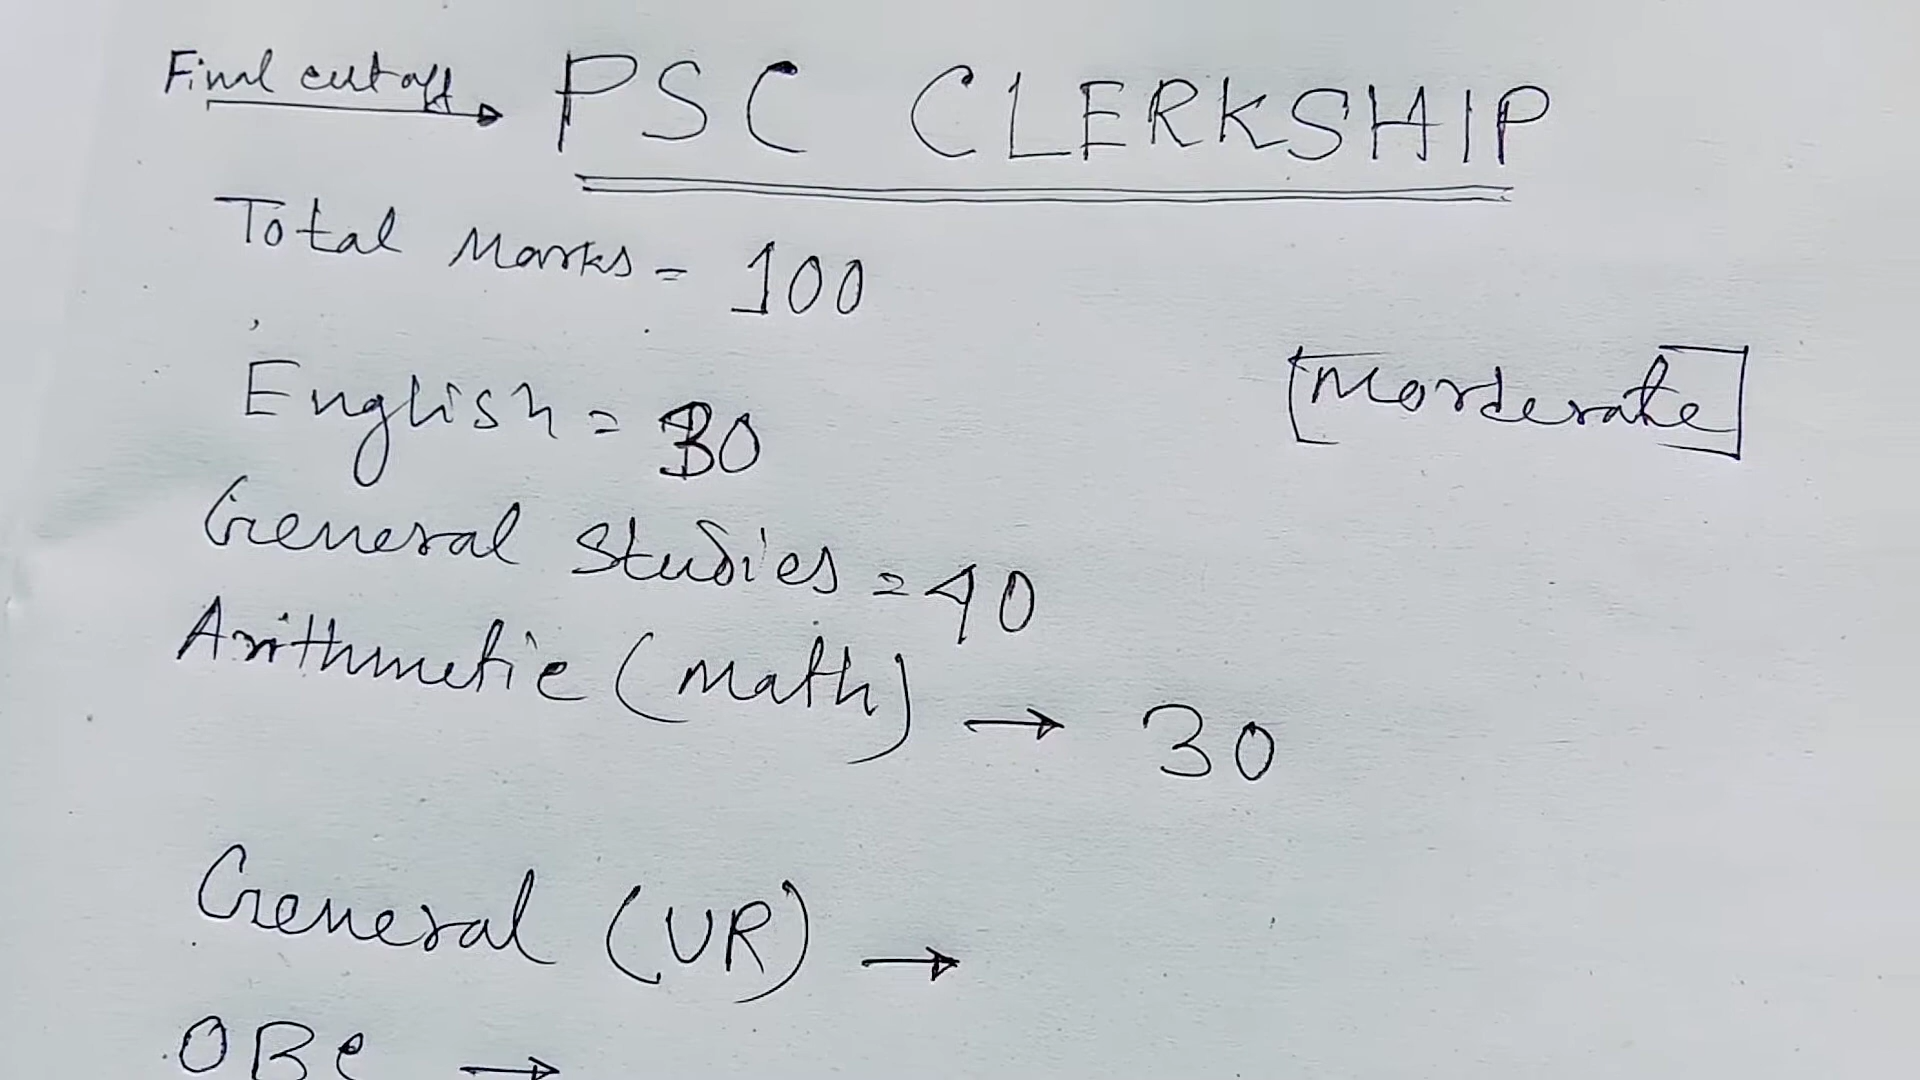 Final cutoff → PSC CLERKSHIP
Total Marks = 100
English = 30
[Morderate]
General Studies = 40
Arithmetic (Math) → 30
General (UR) →
OBC →